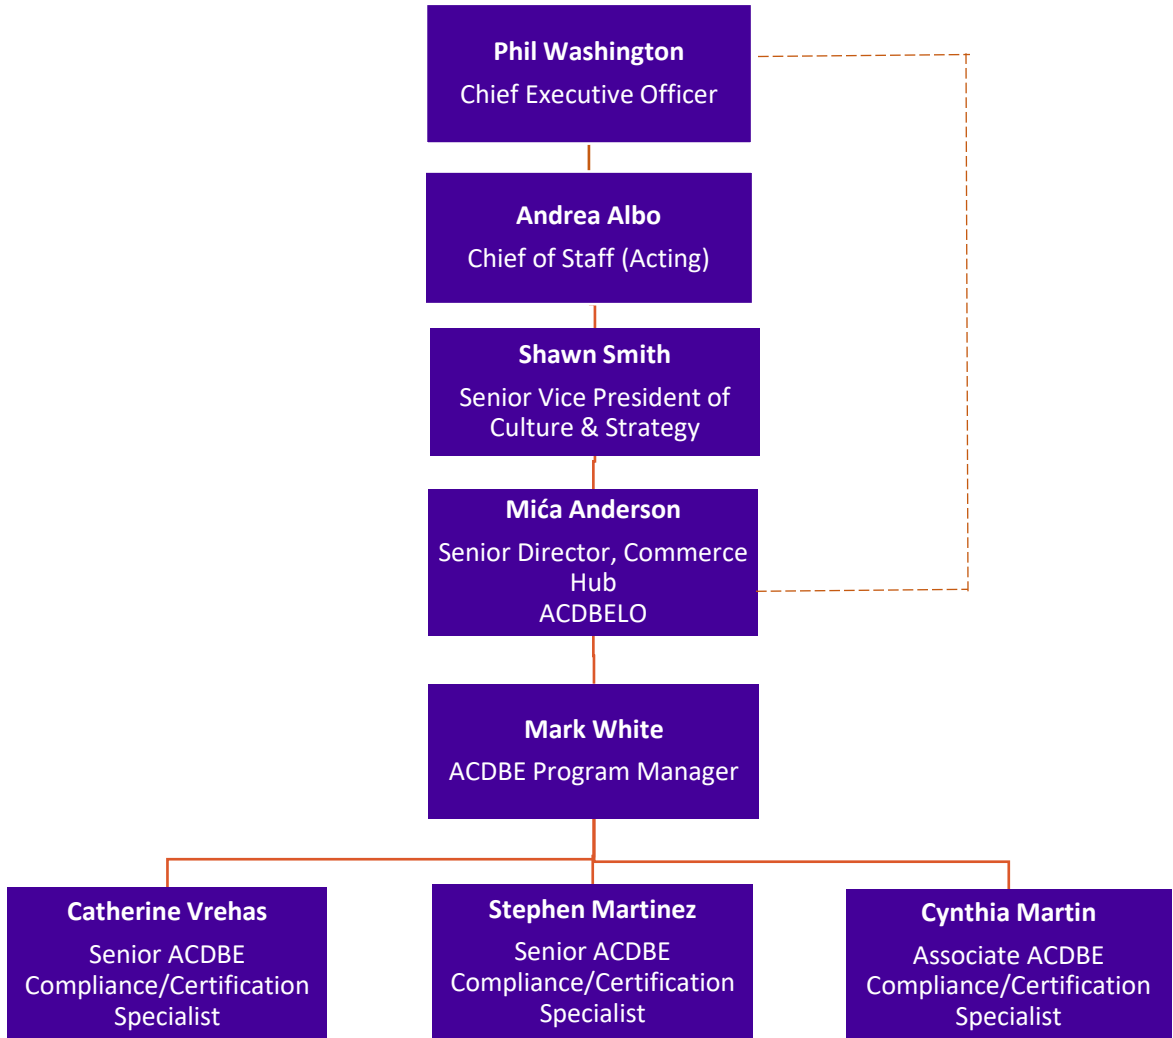 Phil Washington
Chief Executive Officer
Andrea Albo
Chief of Staff (Acting)
Shawn Smith
Senior Vice President of
Culture & Strategy
Mića Anderson
Senior Director, Commerce
Hub
ACDBELO
Mark White
ACDBE Program Manager
Catherine Vrehas
Senior ACDBE
Compliance/Certification
Specialist
Stephen Martinez
Senior ACDBE
Compliance/Certification
Specialist
Cynthia Martin
Associate ACDBE
Compliance/Certification
Specialist